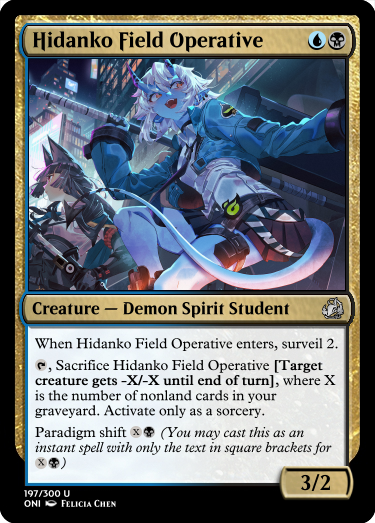 Hidanko Field Operative
Creature — Demon Spirit Student
When Hidanko Field Operative enters, surveil 2.
, Sacrifice Hidanko Field Operative [Target
creature gets -X/-X until end of turn], where X
is the number of nonland cards in your
graveyard. Activate only as a sorcery.
Paradigm shift X (You may cast this as an
instant spell with only the text in square brackets for
X)
3/2
197/300 U
ONI Felicia Chen